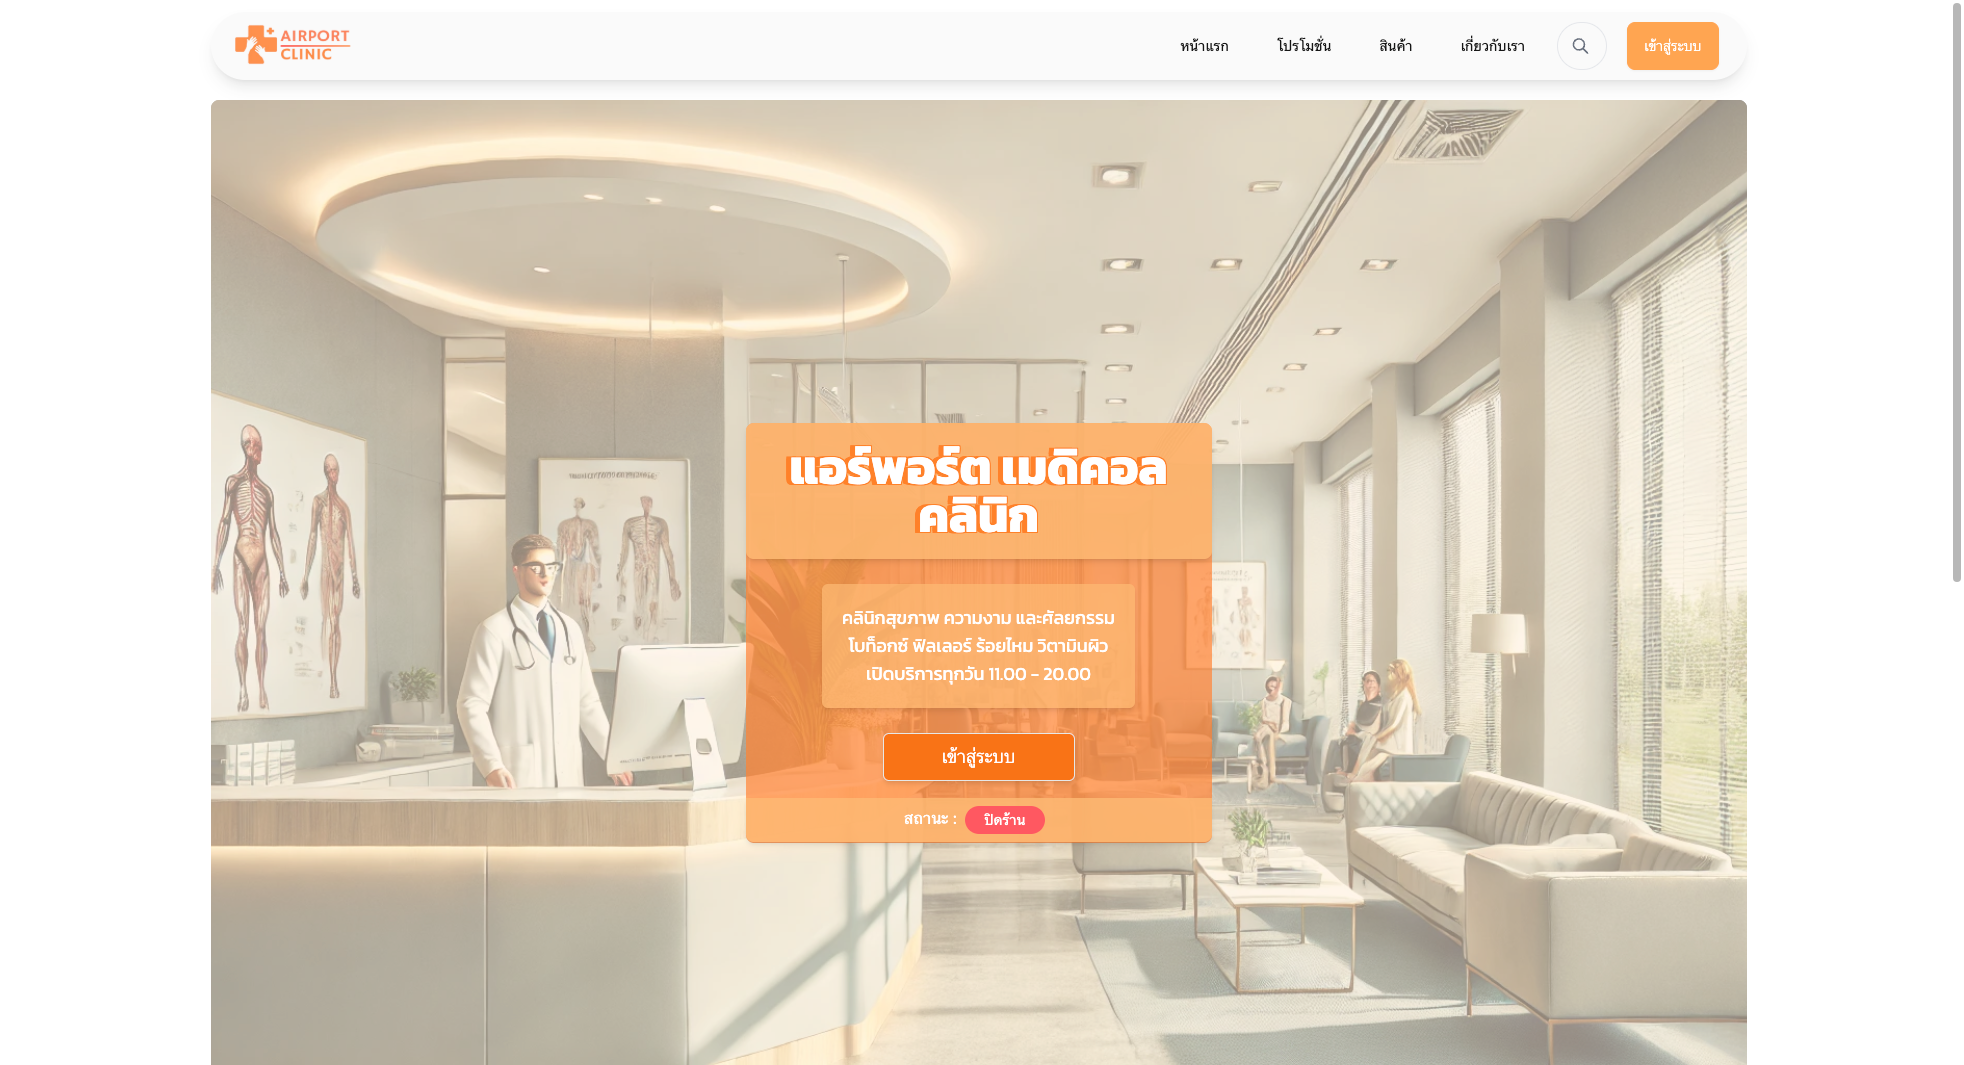 AIRPORT
CLINIC
หน้าแรก
โปรโมชั่น
สินค้า
เกี่ยวกับเรา
เข้าสู่ระบบ
แอร์พอร์ต เมดิคอล
คลินิก
คลินิกสุขภาพ ความงาม และศัลยกรรม
โบท็อกซ์ ฟิลเลอร์ ร้อยไหม วิตามินผิว
เปิดบริการทุกวัน 11.00 - 20.00
เข้าสู่ระบบ
สถานะ : ปิดร้าน